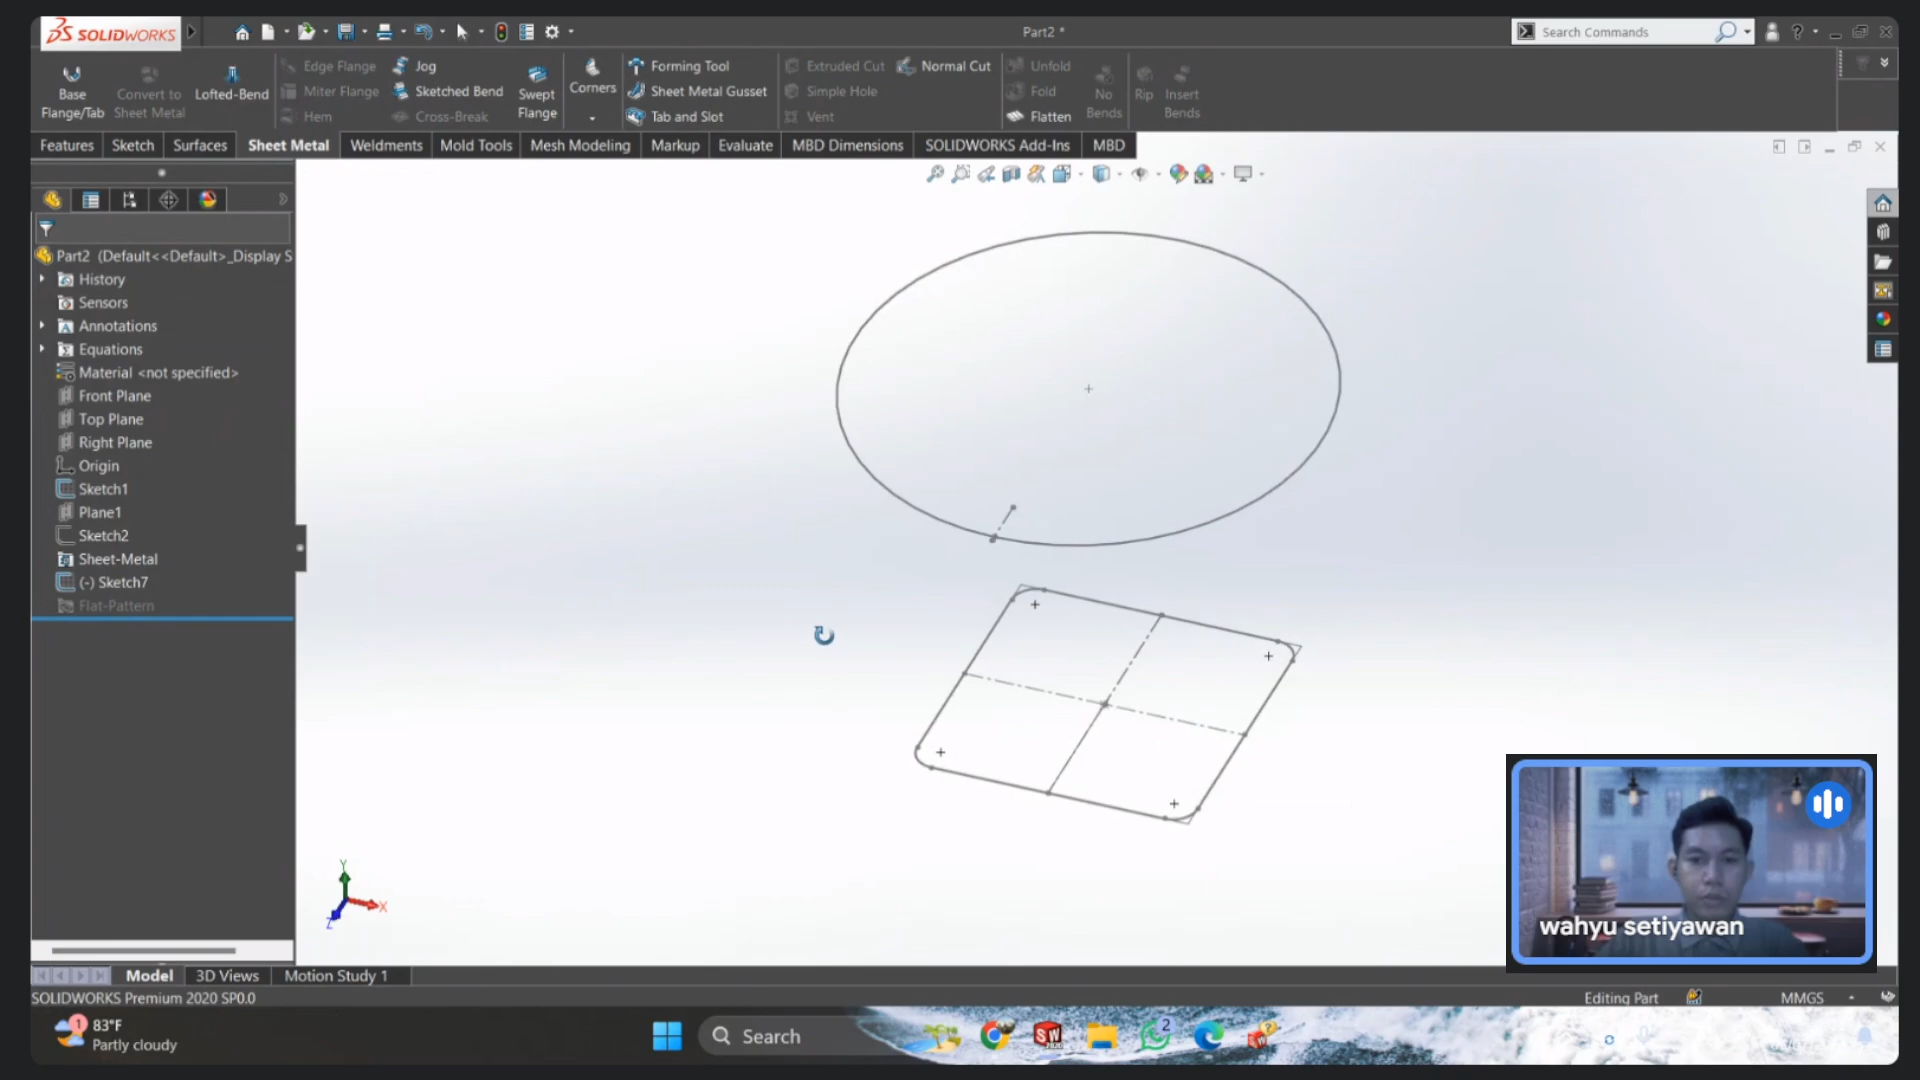 SOLIDWORKS
Part2 *
Search Commands
Base Flange/Tab
Convert to Sheet Metal
Lofted-Bend
Edge Flange
Miter Flange
Hem
Jog
Sketched Bend
Cross-Break
Swept Flange
Corners
Forming Tool
Sheet Metal Gusset
Tab and Slot
Extruded Cut
Simple Hole
Vent
Normal Cut
Unfold
Fold
Flatten
No Bends
Rip
Insert Bends
Features Sketch Surfaces Sheet Metal Weldments Mold Tools Mesh Modeling Markup Evaluate MBD Dimensions SOLIDWORKS Add-Ins MBD
Part2 (Default<<Default>_Display S
History
Sensors
Annotations
Equations
Material <not specified>
Front Plane
Top Plane
Right Plane
Origin
Sketch1
Plane1
Sketch2
Sheet-Metal
(-) Sketch7
Flat-Pattern
Y
X
Z
wahyu setiyawan
Model 3D Views Motion Study 1
SOLIDWORKS Premium 2020 SP0.0
Editing Part
MMGS
1
83°F
Partly cloudy
Search
SW
2020
2